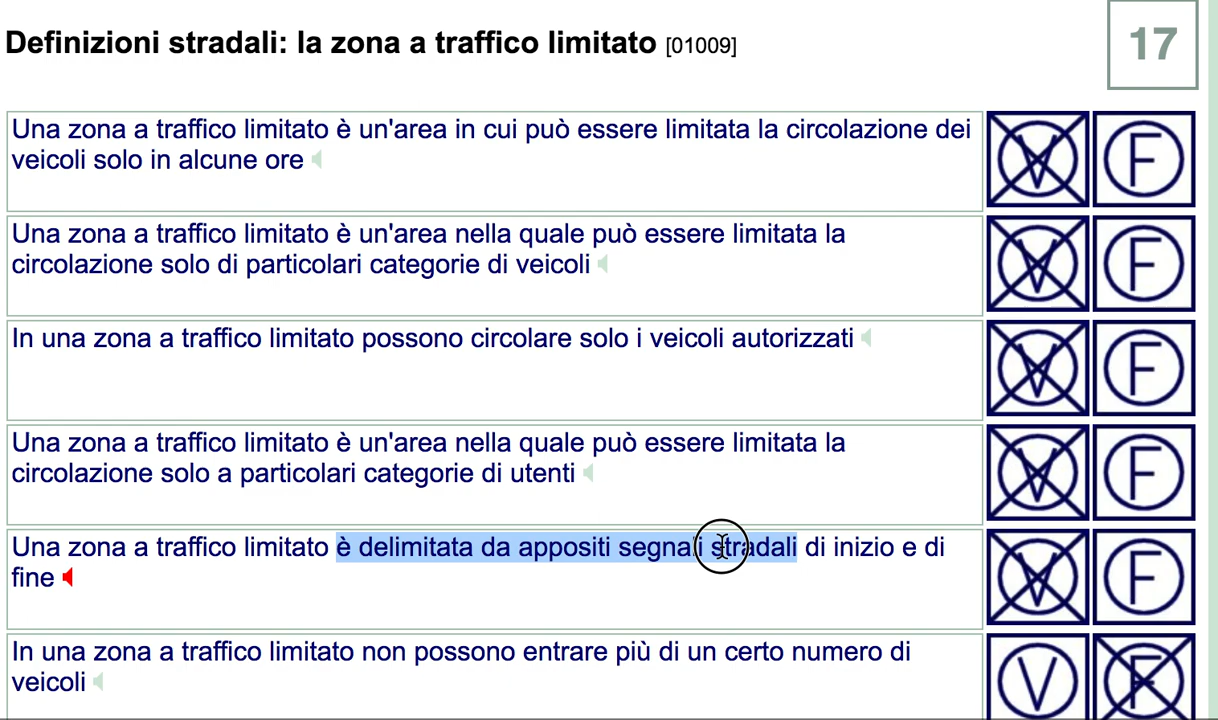 Definizioni stradali: la zona a traffico limitato [01009]
17
Una zona a traffico limitato è un'area in cui può essere limitata la circolazione dei
veicoli solo in alcune ore
V F
Una zona a traffico limitato è un'area nella quale può essere limitata la
circolazione solo di particolari categorie di veicoli
V F
In una zona a traffico limitato possono circolare solo i veicoli autorizzati
V F
Una zona a traffico limitato è un'area nella quale può essere limitata la
circolazione solo a particolari categorie di utenti
V F
Una zona a traffico limitato è delimitata da appositi segnali stradali di inizio e di
fine
V F
In una zona a traffico limitato non possono entrare più di un certo numero di
veicoli
V F